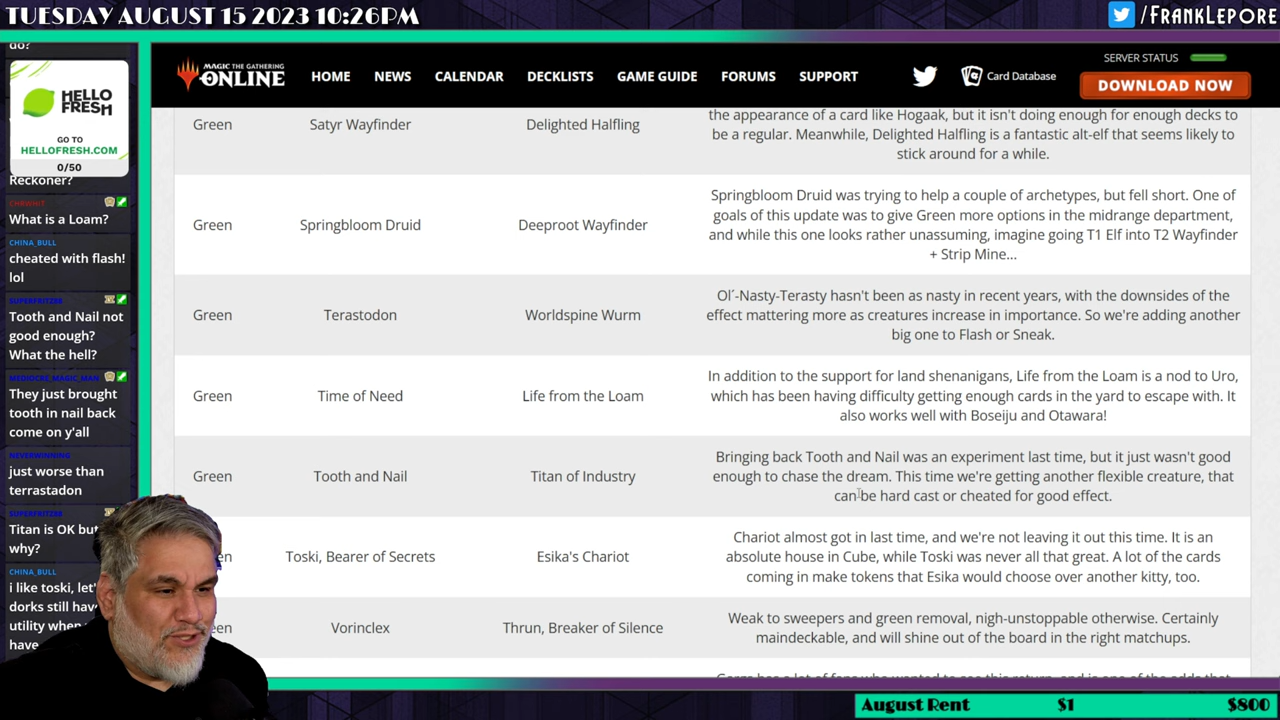 TUESDAY AUGUST 15 2023 10:26PM
/FRANKLEPORE
do?
HELLO
FRESH
GO TO
HELLOFRESH.COM
0/50
Reckoner?
What is a Loam?
CHINA_BULL
cheated with flash!
lol
SUPERFRITZ88
Tooth and Nail not
good enough?
What the hell?
MEDIOCRE_MAGIC_MAN
They just brought
tooth in nail back
come on y'all
NEVERWINNING
just worse than
terrastadon
Titan is OK but
why?
CHINA_BULL
i like toski, let'
dorks still hav
utility when
have
MAGIC THE GATHERING
ONLINE
HOME
NEWS
CALENDAR
DECKLISTS
GAME GUIDE
FORUMS
SUPPORT
Card Database
SERVER STATUS
DOWNLOAD NOW
Green
Satyr Wayfinder
Delighted Halfling
the appearance of a card like Hogaak, but it isn't doing enough for enough decks to
be a regular. Meanwhile, Delighted Halfling is a fantastic alt-elf that seems likely to
stick around for a while.
Green
Springbloom Druid
Deeproot Wayfinder
Springbloom Druid was trying to help a couple of archetypes, but fell short. One of
goals of this update was to give Green more options in the midrange department,
and while this one looks rather unassuming, imagine going T1 Elf into T2 Wayfinder
+ Strip Mine...
Green
Terastodon
Worldspine Wurm
Ol´-Nasty-Terasty hasn't been as nasty in recent years, with the downsides of the
effect mattering more as creatures increase in importance. So we're adding another
big one to Flash or Sneak.
Green
Time of Need
Life from the Loam
In addition to the support for land shenanigans, Life from the Loam is a nod to Uro,
which has been having difficulty getting enough cards in the yard to escape with. It
also works well with Boseiju and Otawara!
Green
Tooth and Nail
Titan of Industry
Bringing back Tooth and Nail was an experiment last time, but it just wasn't good
enough to chase the dream. This time we're getting another flexible creature, that
can be hard cast or cheated for good effect.
en
Toski, Bearer of Secrets
Esika's Chariot
Chariot almost got in last time, and we're not leaving it out this time. It is an
absolute house in Cube, while Toski was never all that great. A lot of the cards
coming in make tokens that Esika would choose over another kitty, too.
een
Vorinclex
Thrun, Breaker of Silence
Weak to sweepers and green removal, nigh-unstoppable otherwise. Certainly
maindeckable, and will shine out of the board in the right matchups.
August Rent
$1
$800